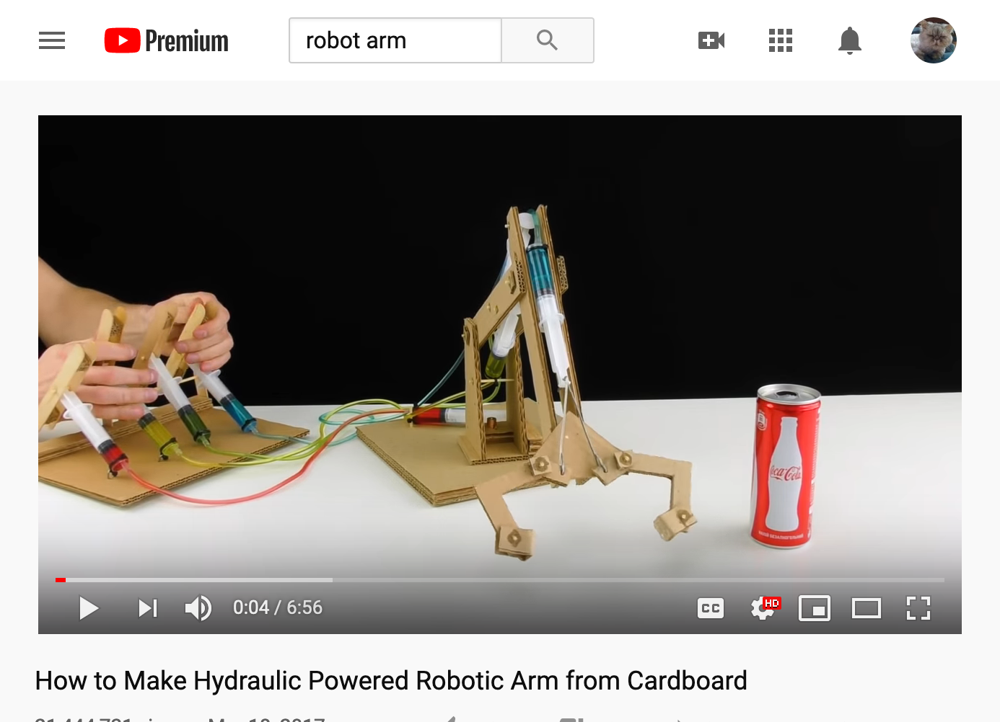 Premium
robot arm
Coca-Cola
0:04 / 6:56
CC
HD
How to Make Hydraulic Powered Robotic Arm from Cardboard